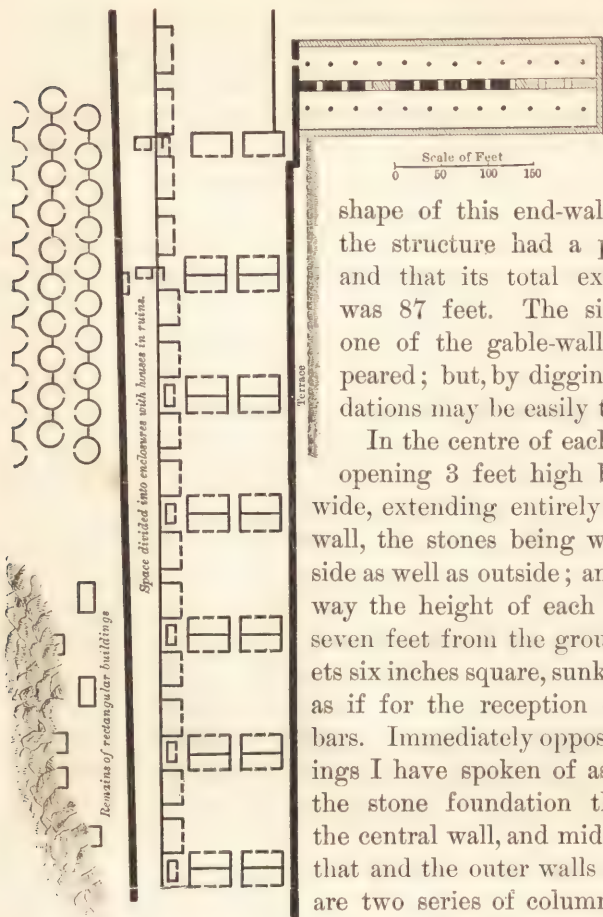 Scale of Feet
0 50 100 150
shape of this end-wal
the structure had a p
and that its total ex
was 87 feet. The si
one of the gable-wall
peared; but, by diggin
dations may be easily t
In the centre of each
opening 3 feet high b
wide, extending entirely
wall, the stones being w
side as well as outside; an
way the height of each
seven feet from the grou
ets six inches square, sunk
as if for the reception
bars. Immediately oppos
ings I have spoken of as
the stone foundation th
the central wall, and mid
that and the outer walls
are two series of column
Terrace
Space divided into enclosures with houses in ruins.
Remains of rectangular buildings